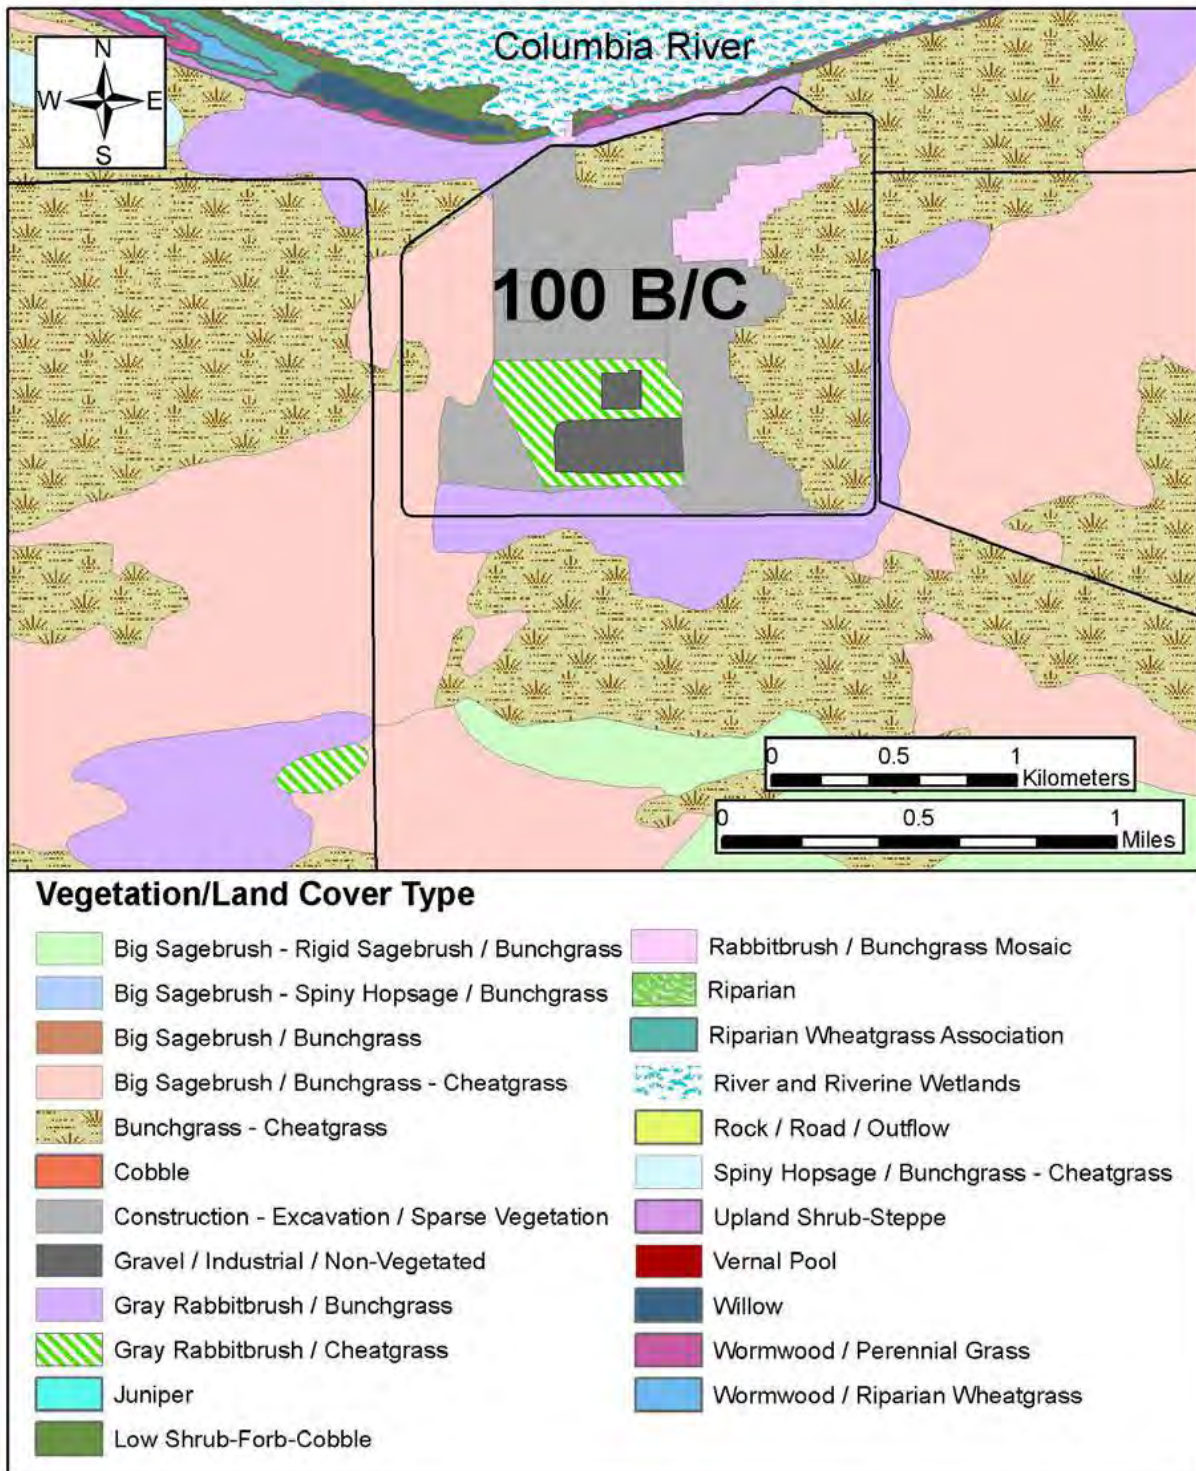 Columbia River
N
W E
S
100 B/C
0 0.5 1
Kilometers
0 0.5 1
Miles
Vegetation/Land Cover Type
Big Sagebrush - Rigid Sagebrush / Bunchgrass
Big Sagebrush - Spiny Hopsage / Bunchgrass
Big Sagebrush / Bunchgrass
Big Sagebrush / Bunchgrass - Cheatgrass
Bunchgrass - Cheatgrass
Cobble
Construction - Excavation / Sparse Vegetation
Gravel / Industrial / Non-Vegetated
Gray Rabbitbrush / Bunchgrass
Gray Rabbitbrush / Cheatgrass
Juniper
Low Shrub-Forb-Cobble
Rabbitbrush / Bunchgrass Mosaic
Riparian
Riparian Wheatgrass Association
River and Riverine Wetlands
Rock / Road / Outflow
Spiny Hopsage / Bunchgrass - Cheatgrass
Upland Shrub-Steppe
Vernal Pool
Willow
Wormwood / Perennial Grass
Wormwood / Riparian Wheatgrass